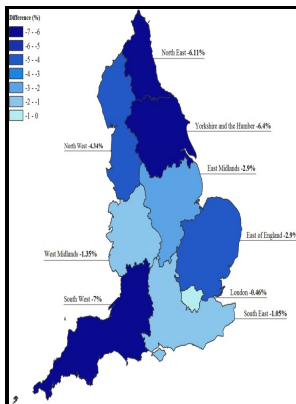 Difference (%)
-7 - -6
-6 - -5
-5 - -4
-4 - -3
-3 - -2
-2 - -1
-1 - 0
North East -6.11%
Yorkshire and the Humber -6.4%
North West -4.34%
East Midlands -2.9%
East of England -2.9%
West Midlands -1.35%
London -0.46%
South West -7%
South East -1.05%